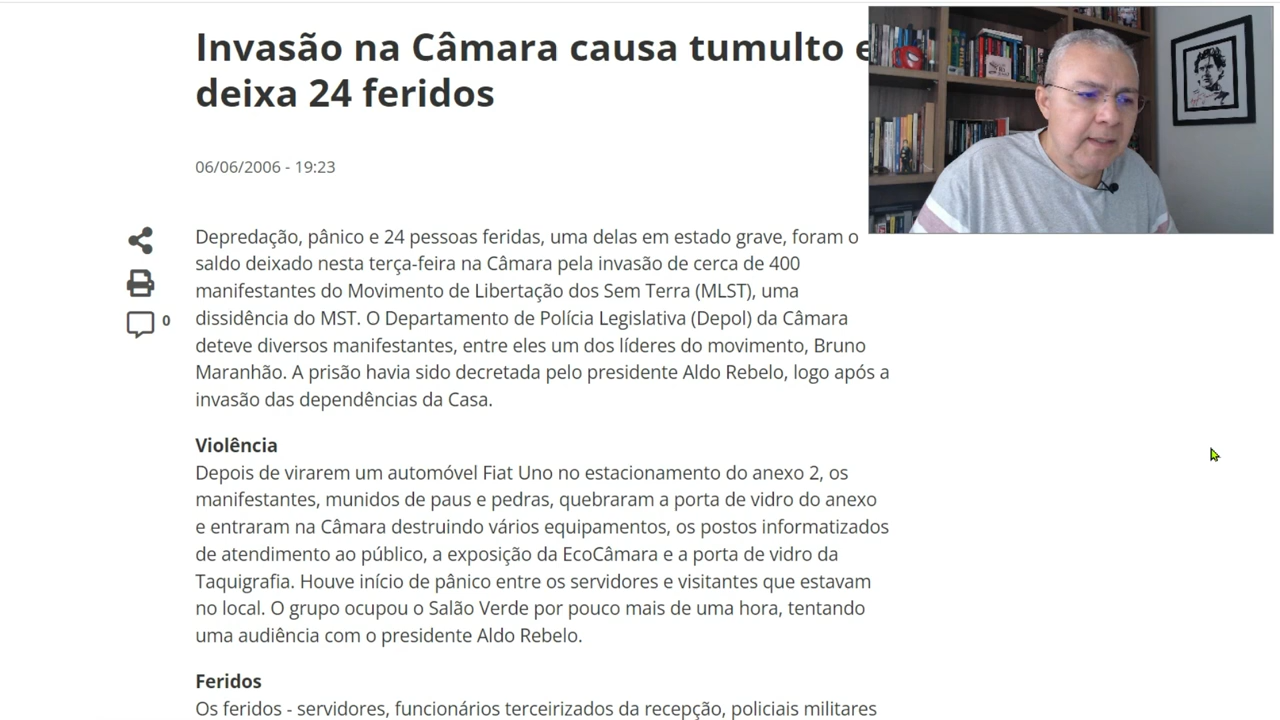 Invasão na Câmara causa tumulto e
deixa 24 feridos
06/06/2006 - 19:23
Depredação, pânico e 24 pessoas feridas, uma delas em estado grave, foram o
saldo deixado nesta terça-feira na Câmara pela invasão de cerca de 400
manifestantes do Movimento de Libertação dos Sem Terra (MLST), uma
0
dissidência do MST. O Departamento de Polícia Legislativa (Depol) da Câmara
deteve diversos manifestantes, entre eles um dos líderes do movimento, Bruno
Maranhão. A prisão havia sido decretada pelo presidente Aldo Rebelo, logo após a
invasão das dependências da Casa.
Violência
Depois de virarem um automóvel Fiat Uno no estacionamento do anexo 2, os
manifestantes, munidos de paus e pedras, quebraram a porta de vidro do anexo
e entraram na Câmara destruindo vários equipamentos, os postos informatizados
de atendimento ao público, a exposição da EcoCâmara e a porta de vidro da
Taquigrafia. Houve início de pânico entre os servidores e visitantes que estavam
no local. O grupo ocupou o Salão Verde por pouco mais de uma hora, tentando
uma audiência com o presidente Aldo Rebelo.
Feridos
Os feridos - servidores, funcionários terceirizados da recepção, policiais militares